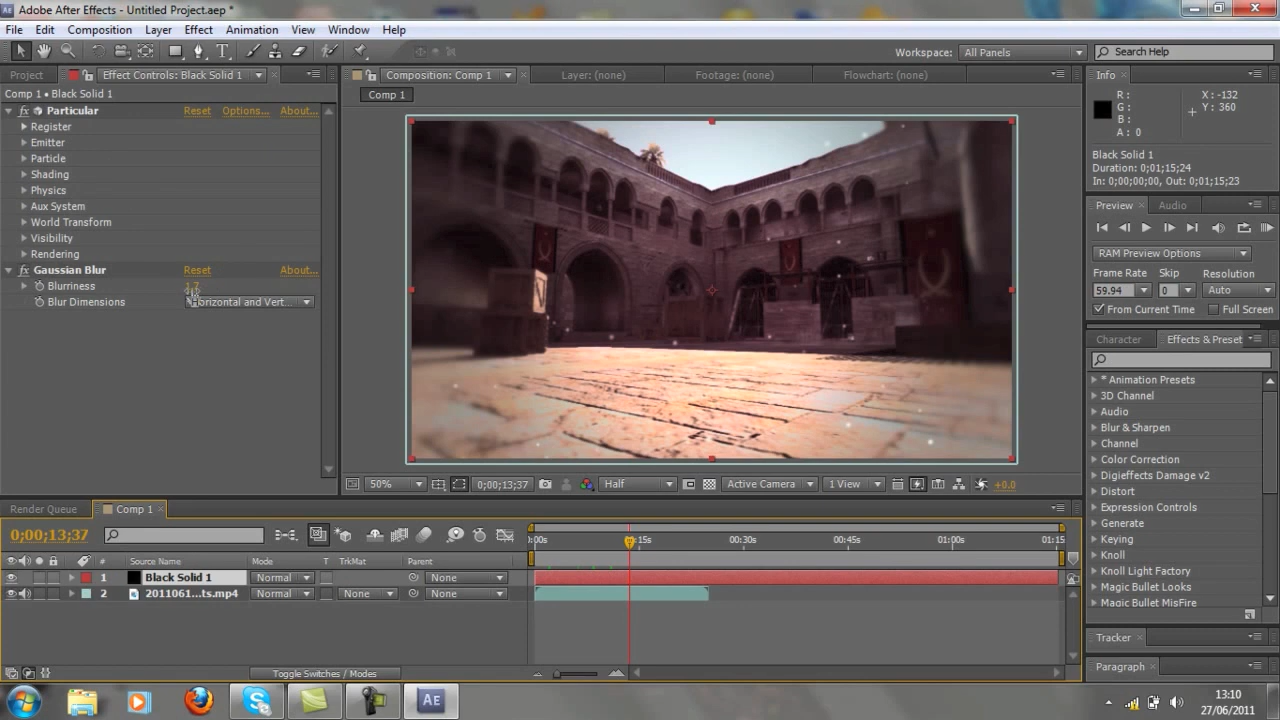 Adobe After Effects - Untitled Project.aep *
File Edit Composition Layer Effect Animation View Window Help
Workspace: All Panels Search Help
Project Effect Controls: Black Solid 1 Composition: Comp 1 Layer: (none) Footage: (none) Flowchart: (none) Info
Comp 1 • Black Solid 1
Comp 1
Particular Reset Options... About...
Register
Emitter
Particle
Shading
Physics
Aux System
World Transform
Visibility
Rendering
Gaussian Blur Reset About...
Blurriness 1.7
Blur Dimensions Horizontal and Vert...
R :
G :
B :
A : 0
X : -132
Y : 360
Black Solid 1
Duration: 0;01;15;24
In: 0;00;00;00, Out: 0;01;15;23
Preview Audio
RAM Preview Options
Frame Rate Skip Resolution
59.94 0 Auto
From Current Time Full Screen
Character Effects & Preset
* Animation Presets
3D Channel
Audio
Blur & Sharpen
Channel
Color Correction
Digieffects Damage v2
Distort
Expression Controls
Generate
Keying
Knoll
Knoll Light Factory
Magic Bullet Looks
Magic Bullet MisFire
Tracker
Paragraph
50% 0;00;13;37 Half Active Camera 1 View +0.0
Render Queue Comp 1
0;00;13;37
:00s 00:15s 00:30s 00:45s 01:00s 01:15
# Source Name Mode T TrkMat Parent
1 Black Solid 1 Normal None
2 2011061...ts.mp4 Normal None None
Toggle Switches / Modes
Ae
13:10
27/06/2011